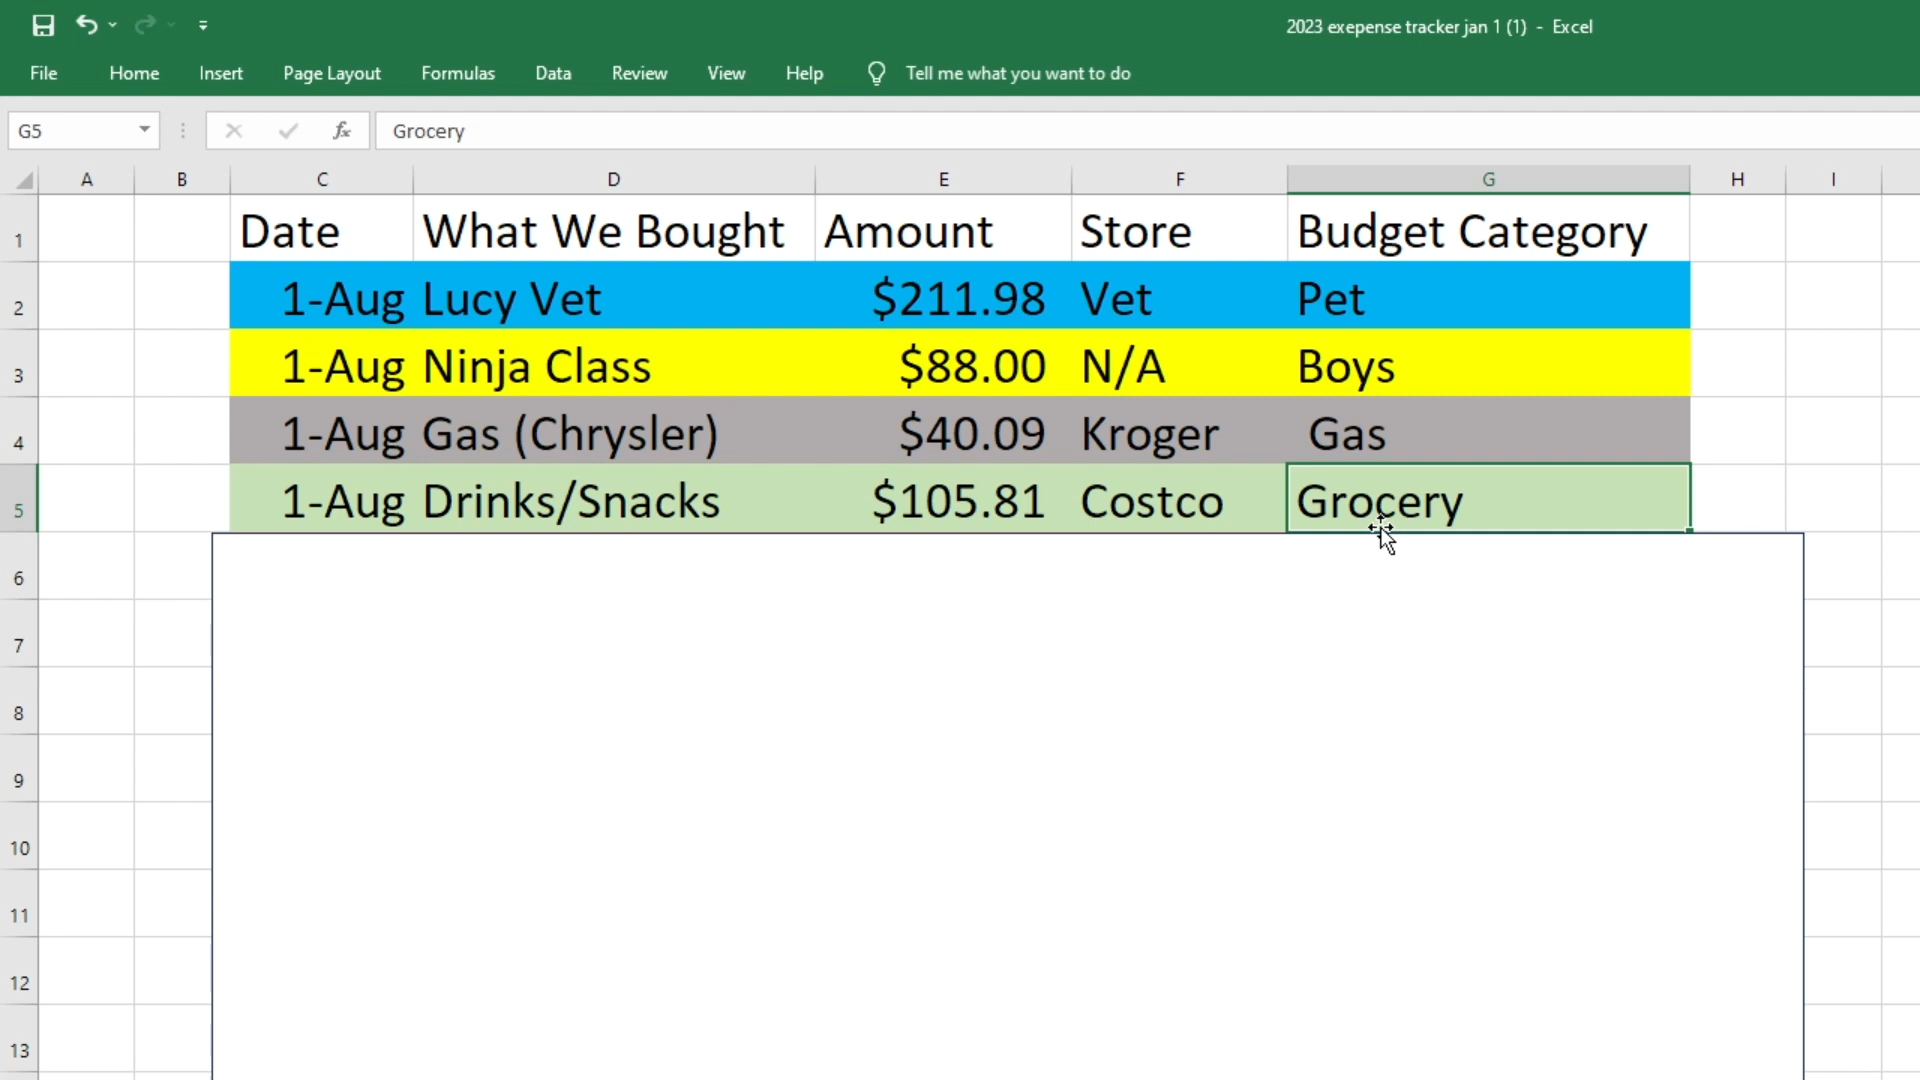 2023 exepense tracker jan 1 (1) - Excel
File Home Insert Page Layout Formulas Data Review View Help Tell me what you want to do
G5 fx Grocery
A B C D E F G H I
1 Date What We Bought Amount Store Budget Category
2 1-Aug Lucy Vet $211.98 Vet Pet
3 1-Aug Ninja Class $88.00 N/A Boys
4 1-Aug Gas (Chrysler) $40.09 Kroger Gas
5 1-Aug Drinks/Snacks $105.81 Costco Grocery
6
7
8
9
10
11
12
13